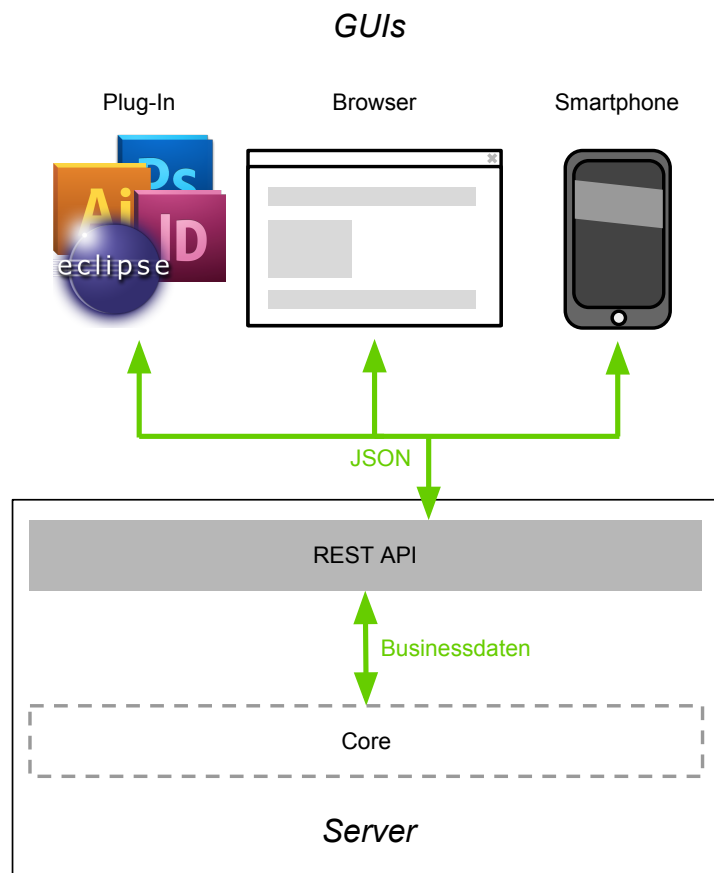 GUIs
Plug-In
Browser
Smartphone
Ps
Ai
ID
eclipse
JSON
REST API
Businessdaten
Core
Server